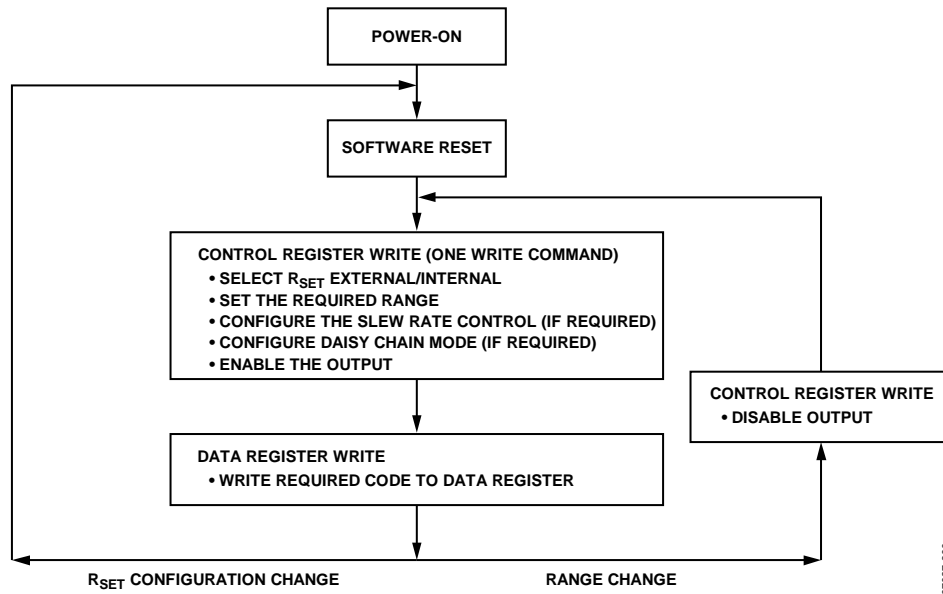 POWER-ON
SOFTWARE RESET
CONTROL REGISTER WRITE (ONE WRITE COMMAND)
• SELECT RSET EXTERNAL/INTERNAL
• SET THE REQUIRED RANGE
• CONFIGURE THE SLEW RATE CONTROL (IF REQUIRED)
• CONFIGURE DAISY CHAIN MODE (IF REQUIRED)
• ENABLE THE OUTPUT
CONTROL REGISTER WRITE
• DISABLE OUTPUT
DATA REGISTER WRITE
• WRITE REQUIRED CODE TO DATA REGISTER
RSET CONFIGURATION CHANGE
RANGE CHANGE